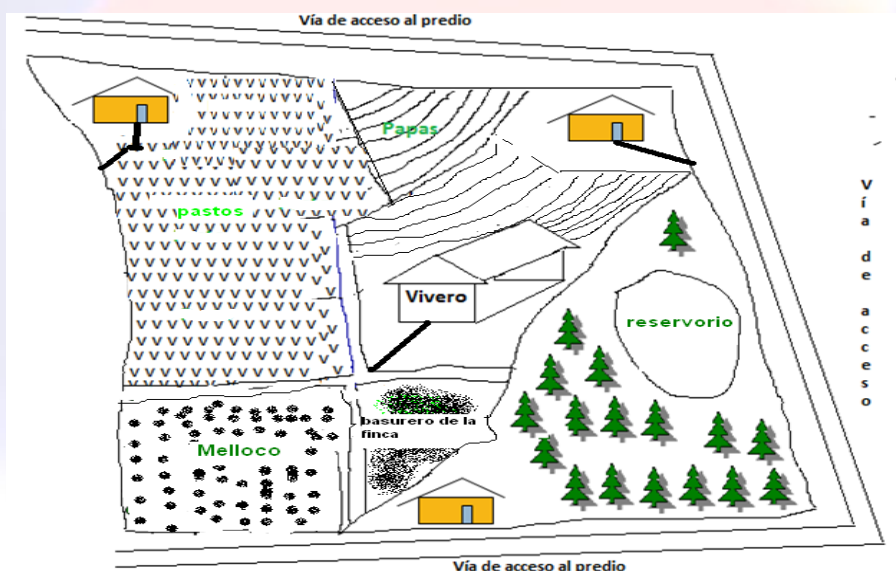 Vía de acceso al predio
Papas
pastos
Vía de acceso
Vivero
reservorio
basurero de la
finca
Melloco
Vía de acceso al predio